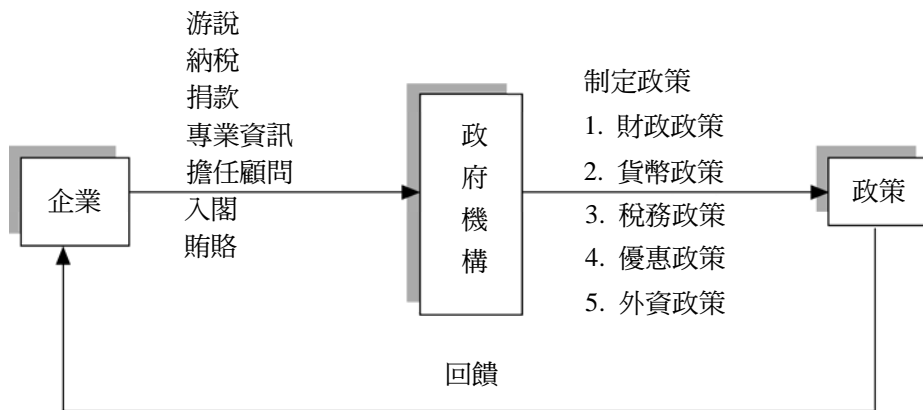 游說
納稅
捐款
專業資訊
擔任顧問
入閣
賄賂
企業
政府機構
制定政策
1. 財政政策
2. 貨幣政策
3. 稅務政策
4. 優惠政策
5. 外資政策
政策
回饋